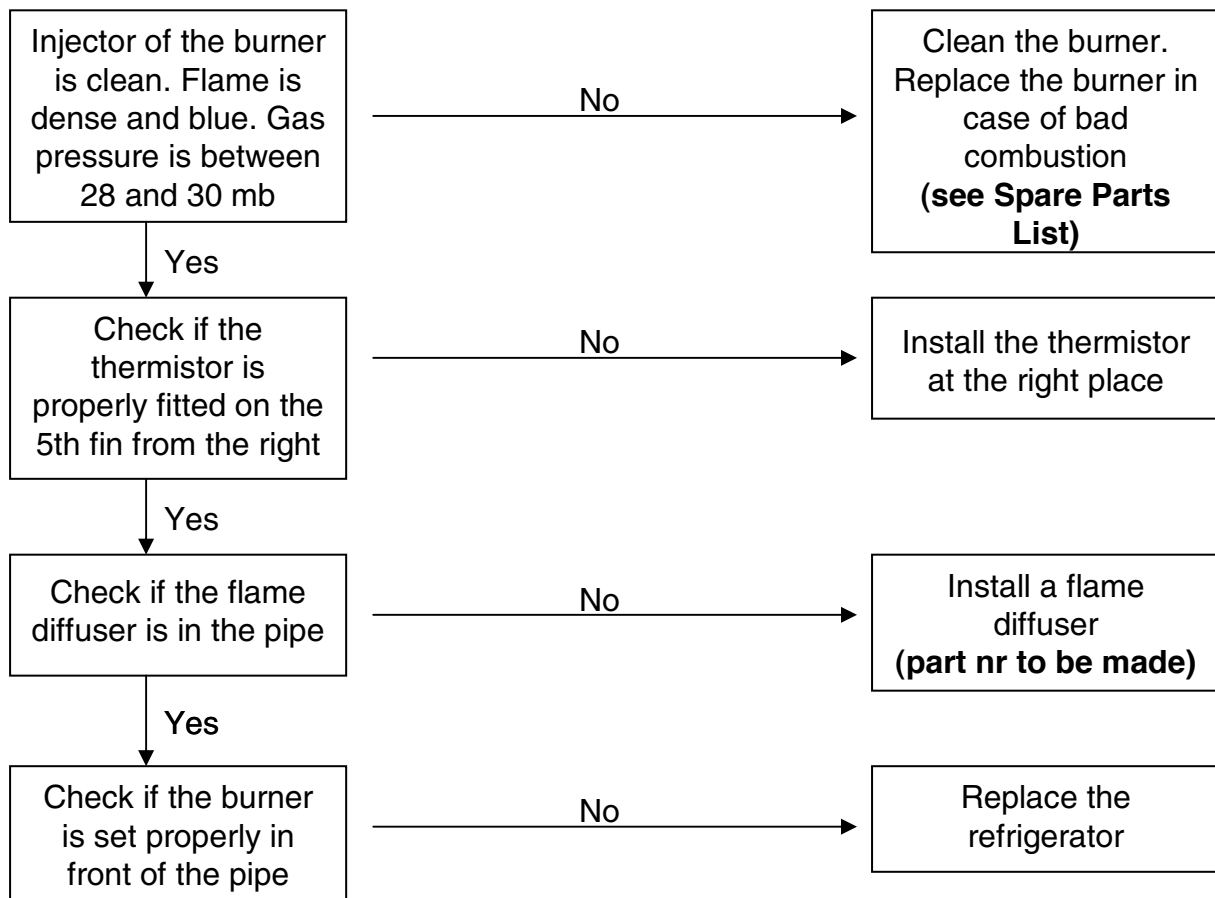 Injector of the burner
is clean. Flame is
dense and blue. Gas
pressure is between
28 and 30 mb
No
Clean the burner.
Replace the burner in
case of bad
combustion
(see Spare Parts
List)
Yes
Check if the
thermistor is
properly fitted on the
5th fin from the right
No
Install the thermistor
at the right place
Yes
Check if the flame
diffuser is in the pipe
No
Install a flame
diffuser
(part nr to be made)
Yes
Check if the burner
is set properly in
front of the pipe
No
Replace the
refrigerator